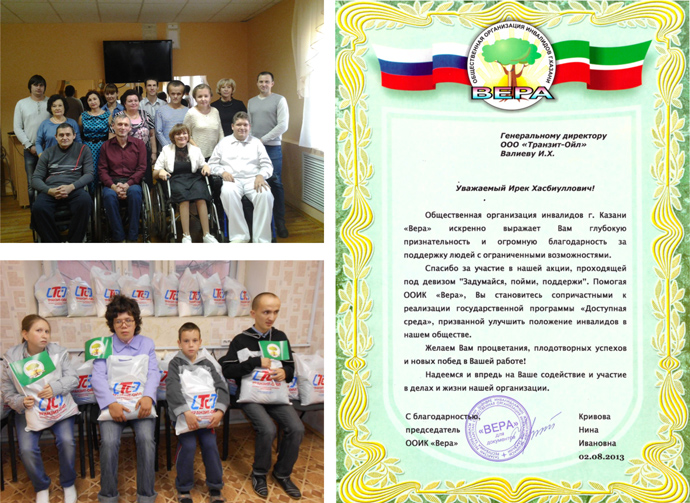 ОБЩЕСТВЕННАЯ ОРГАНИЗАЦИЯ ИНВАЛИДОВ Г.КАЗАНИ
ВЕРА
Генеральному директору
ООО «Транзит-Ойл»
Валиеву И.Х.
Уважаемый Ирек Хасбиуллович!
Общественная организация инвалидов г. Казани
«Вера» искренно выражает Вам глубокую
признательность и огромную благодарность за
поддержку людей с ограниченными возможностями.
Спасибо за участие в нашей акции, проходящей
под девизом "Задумайся, пойми, поддержи". Помогая
ООИК «Вера», Вы становитесь сопричастными к
реализации государственной программы «Доступная
среда», призванной улучшить положение инвалидов в
нашем обществе.
Желаем Вам процветания, плодотворных успехов
и новых побед в Вашей работе!
Надеемся и впредь на Ваше содействие и участие
в делах и жизни нашей организации.
С благодарностью,
председатель
ООИК «Вера»
«ВЕРА»
для
документов
Кривова
Нина
Ивановна
02.08.2013